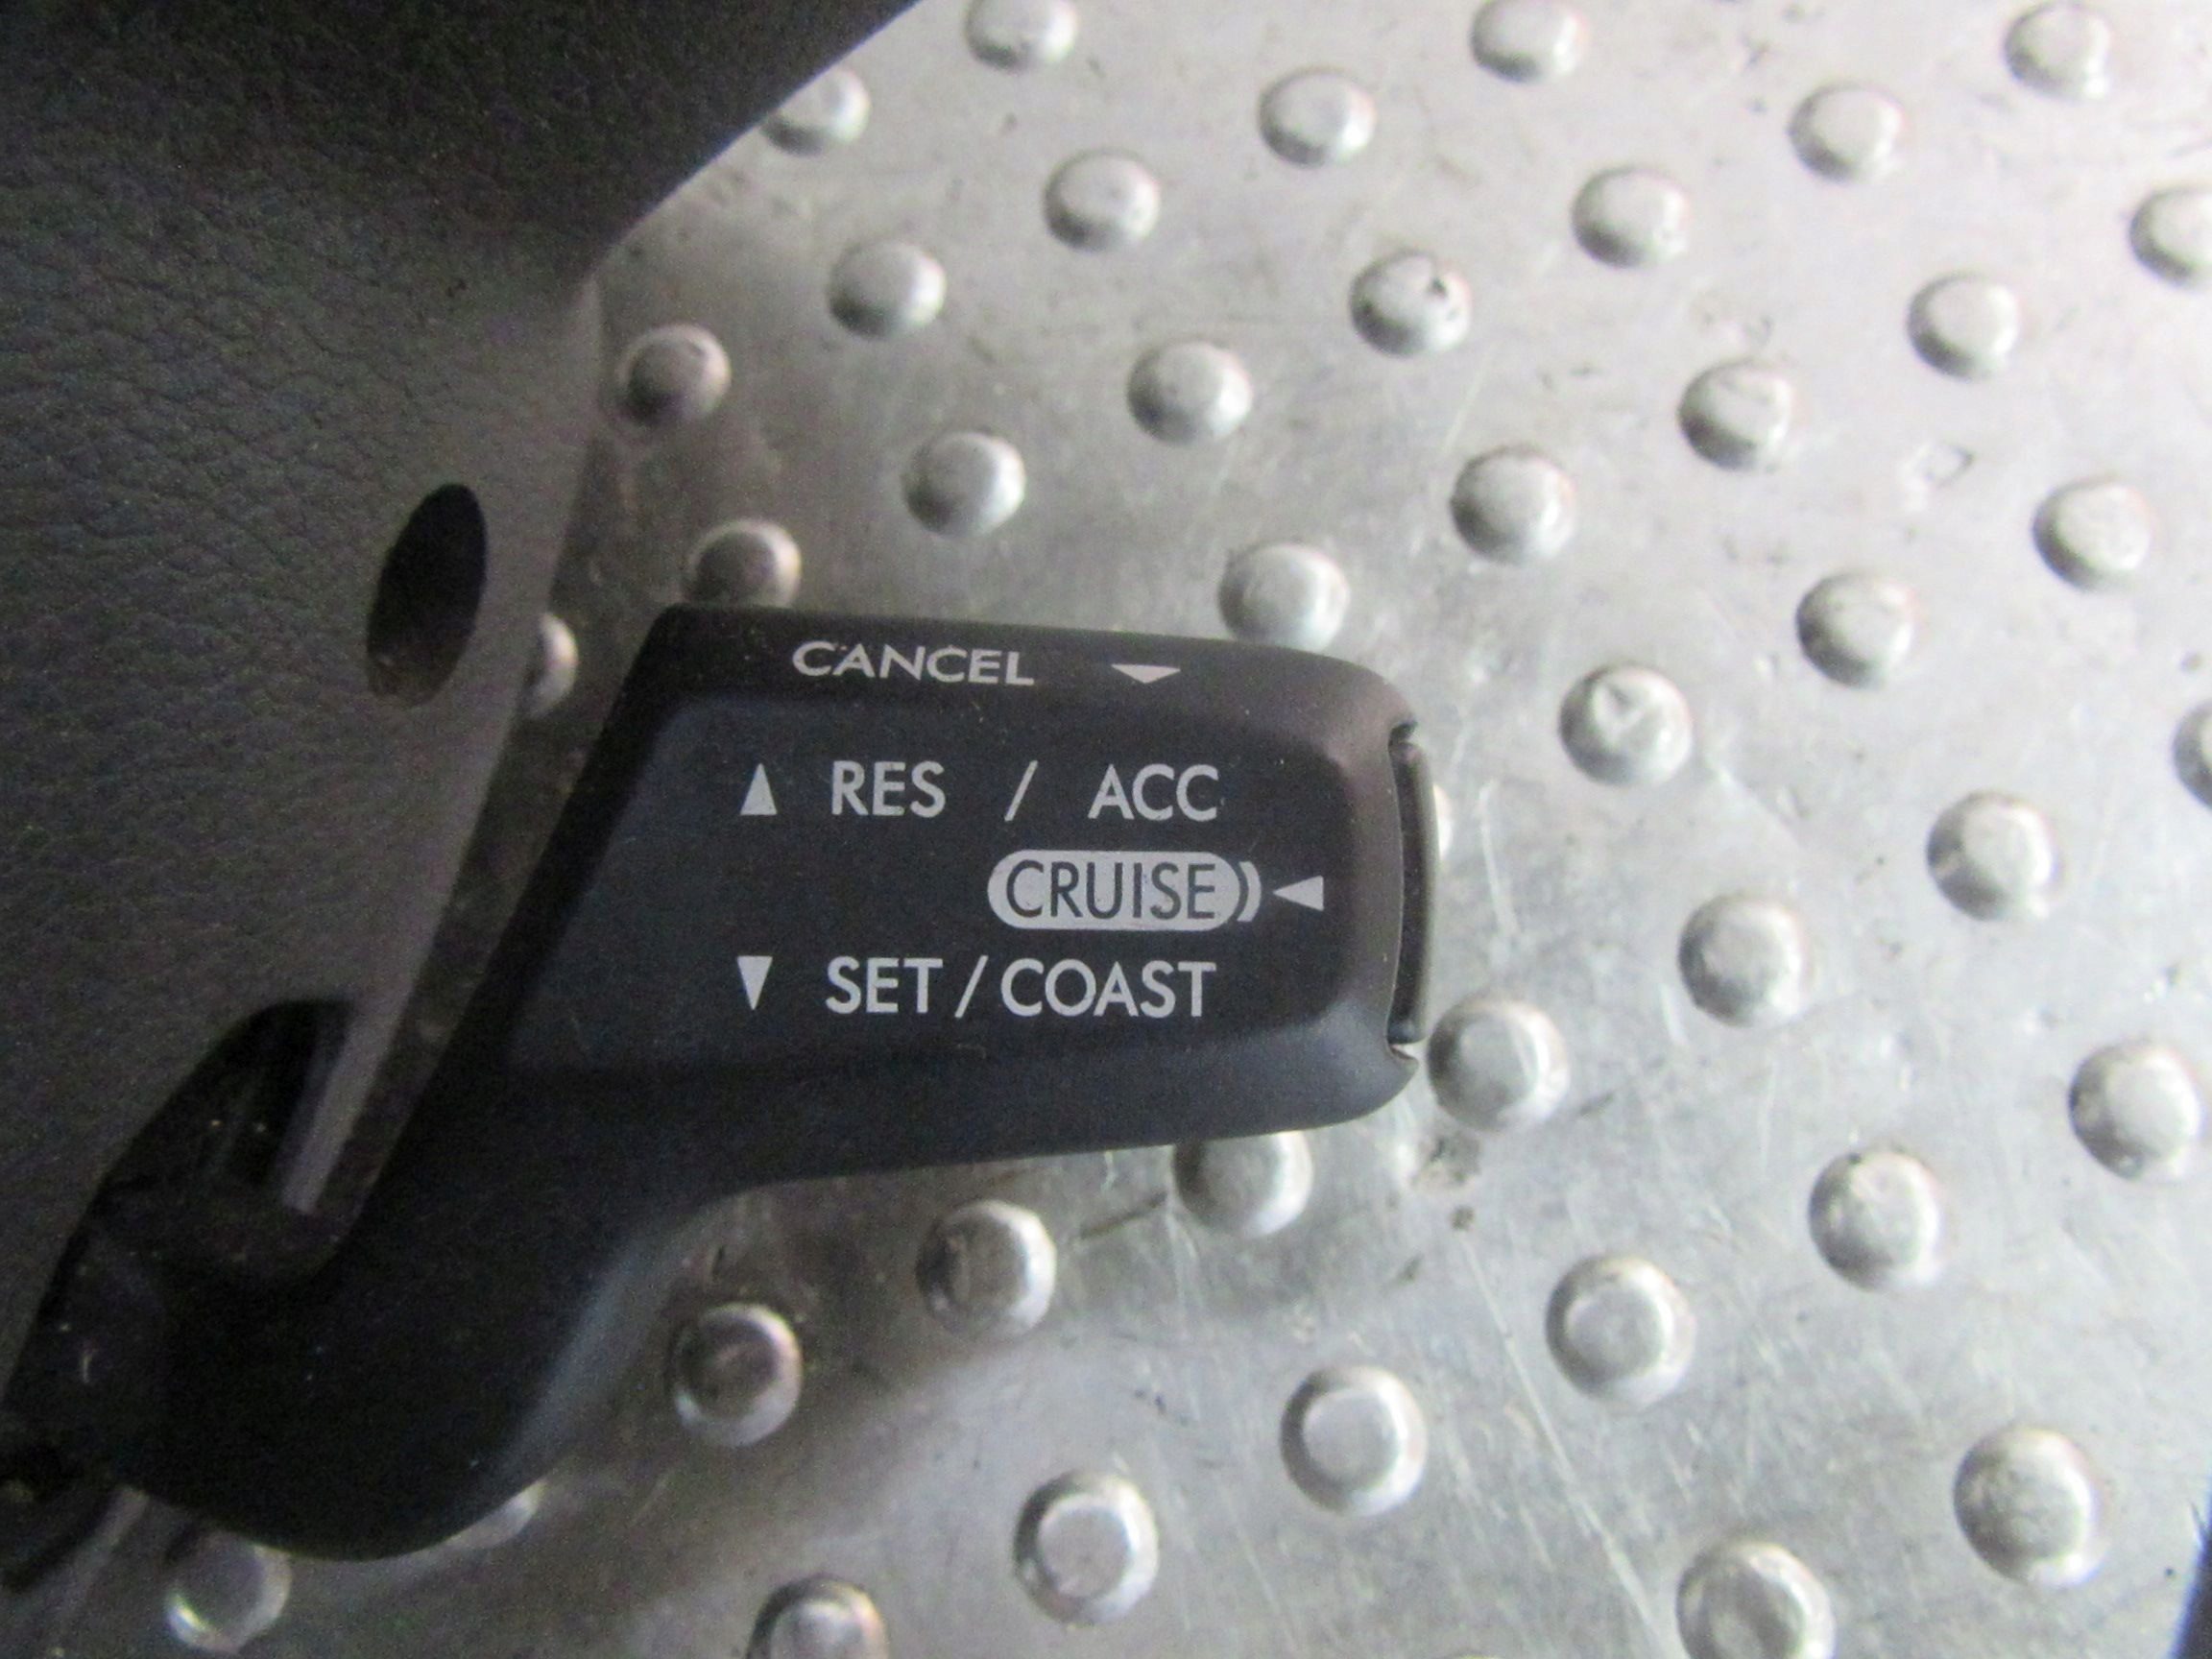 CANCEL
RES / ACC
CRUISE
SET / COAST